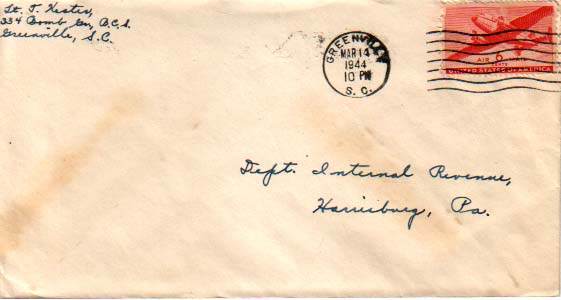 Lt. T. Kester,
334 Bomb Gr, B.C.S.
Greenville, S.C.
GREENVILLE
MAR 14
1944
10 PM
S. C.
AIR MAIL
UNITED STATES OF AMERICA
Dept. Internal Revenue,
Harrisburg, Pa.